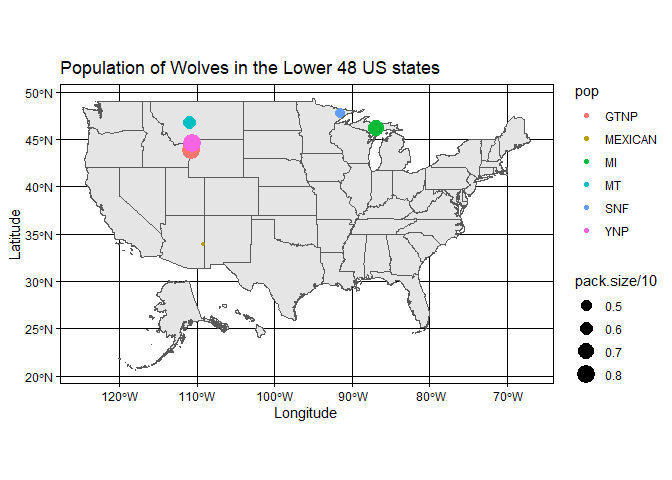 Population of Wolves in the Lower 48 US states
50°N
45°N
40°N
35°N
30°N
25°N
20°N
Latitude
120°W
110°W
100°W
90°W
80°W
70°W
Longitude
pop
GTNP
MEXICAN
MI
MT
SNF
YNP
pack.size/10
0.5
0.6
0.7
0.8